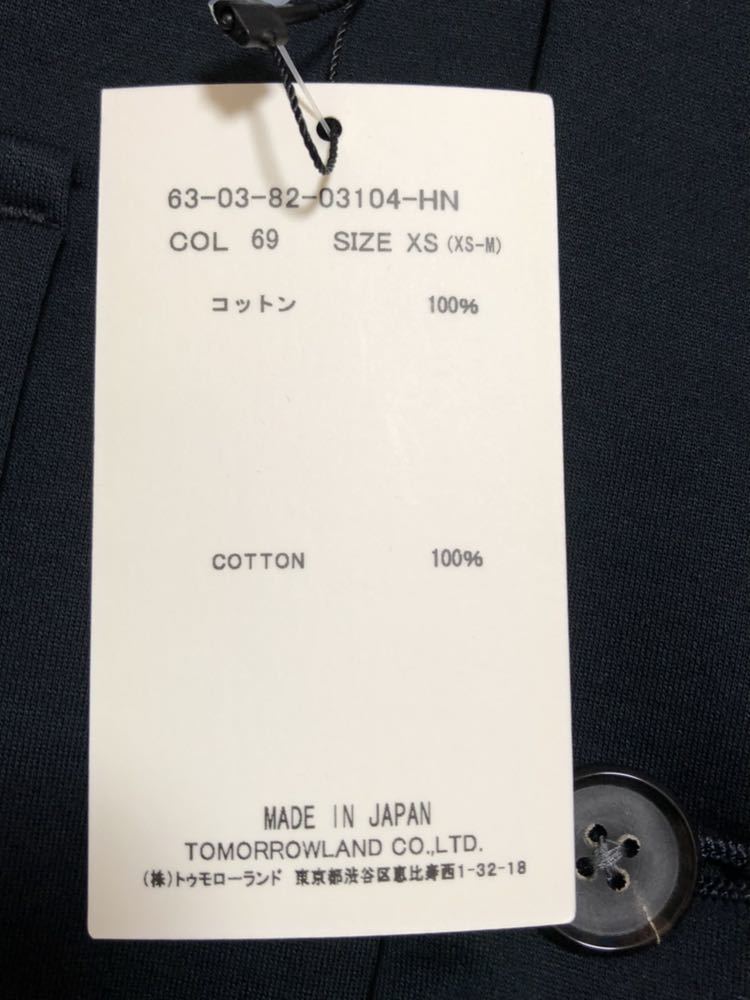 63-03-82-03104-HN
COL 69 SIZE XS (XS-M)
コットン 100%
COTTON 100%
MADE IN JAPAN
TOMORROWLAND CO.,LTD.
(株)トゥモローランド 東京都渋谷区恵比寿西1-32-18